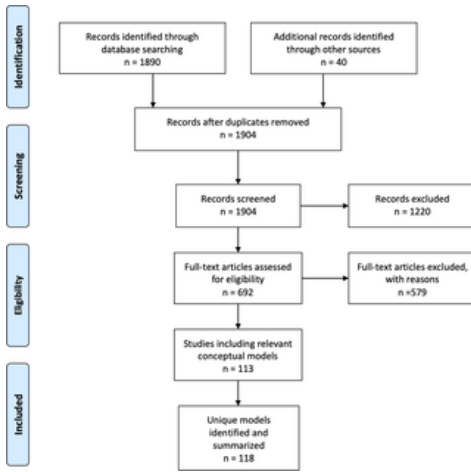 Identification
Records identified through
database searching
n = 1890
Additional records identified
through other sources
n = 40
Records after duplicates removed
n = 1904
Screening
Records screened
n = 1904
Records excluded
n = 1220
Eligibility
Full-text articles assessed
for eligibility
n = 692
Full-text articles excluded,
with reasons
n =579
Studies including relevant
conceptual models
n = 113
Included
Unique models
identified and
summarized
n = 118